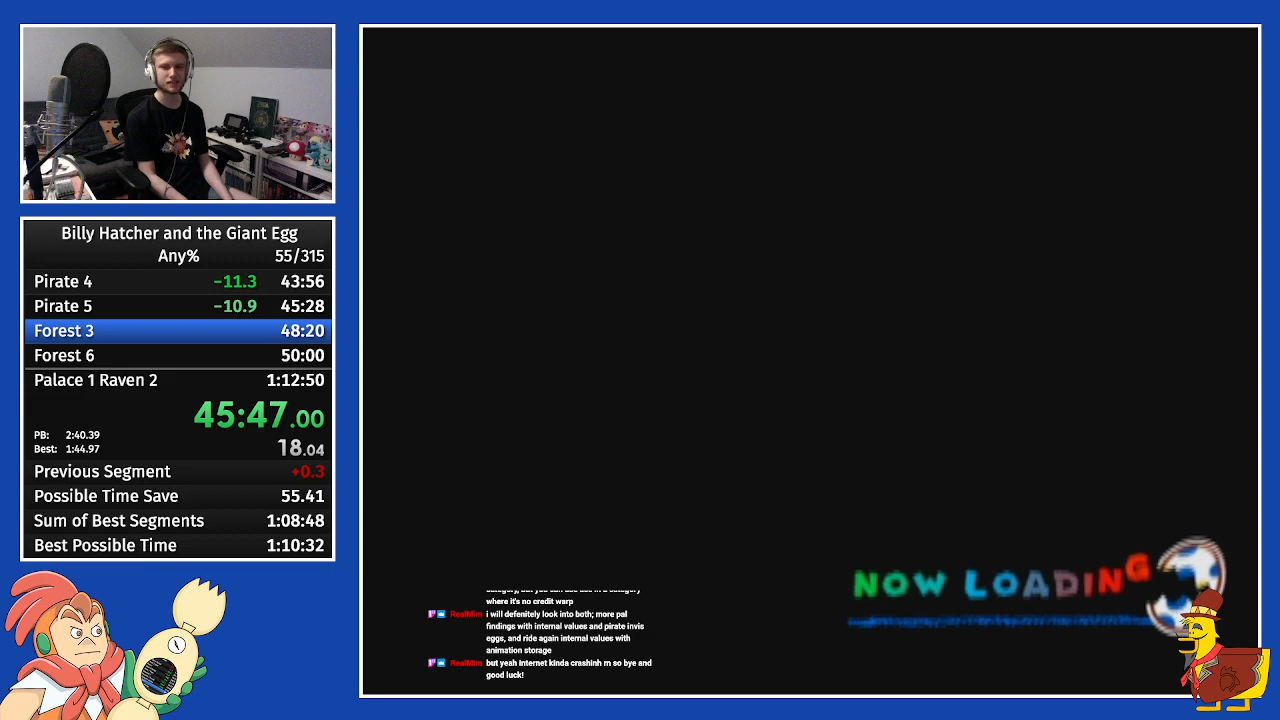 Billy Hatcher and the Giant Egg
Any% 55/315
Pirate 4 -11.3 43:56
Pirate 5 -10.9 45:28
Forest 3 48:20
Forest 6 50:00
Palace 1 Raven 2 1:12:50
45:47.00
PB: 2:40.39
Best: 1:44.97
18.04
Previous Segment +0.3
Possible Time Save 55.41
Sum of Best Segments 1:08:48
Best Possible Time 1:10:32
where it's no credit warp
RealMim i will defenitely look into both; more pal
findings with internal values and pirate invis
eggs, and ride again internal values with
animation storage
RealMim but yeah Internet kinda crashinh rn so bye and
good luck!
NOW LOADING